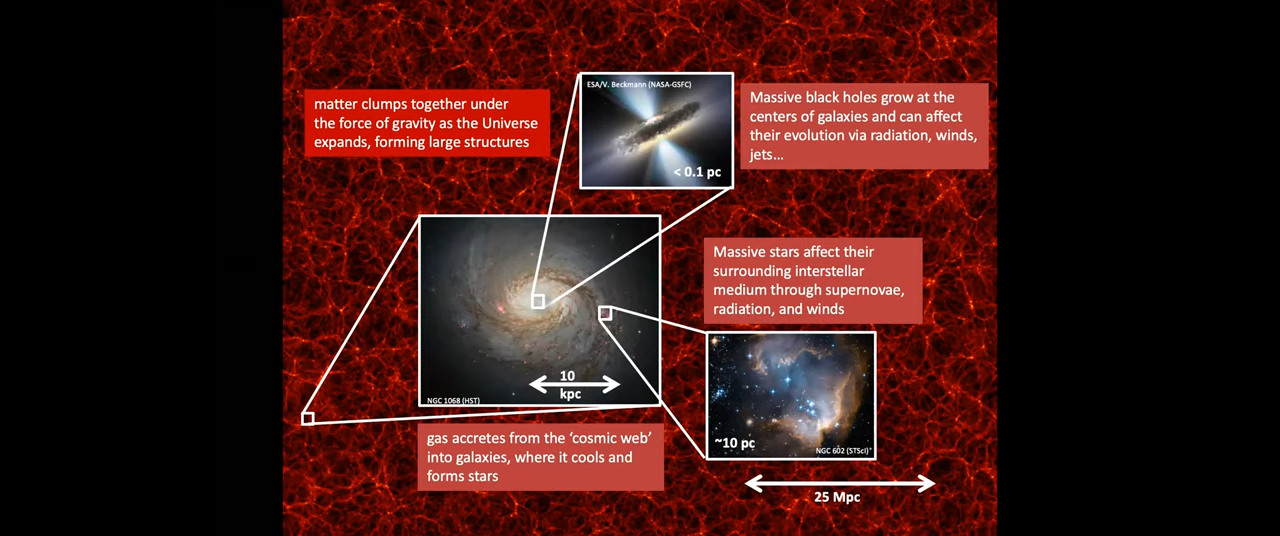 ESA/V. Beckmann (NASA-GSFC)
< 0.1 pc
Massive black holes grow at the
centers of galaxies and can affect
their evolution via radiation, winds,
jets...
matter clumps together under
the force of gravity as the Universe
expands, forming large structures
Massive stars affect their
surrounding interstellar
medium through supernovae,
radiation, and winds
10
kpc
NGC 1068 (HST)
~10 pc
NGC 602 (STScI)
gas accretes from the ‘cosmic web’
into galaxies, where it cools and
forms stars
25 Mpc